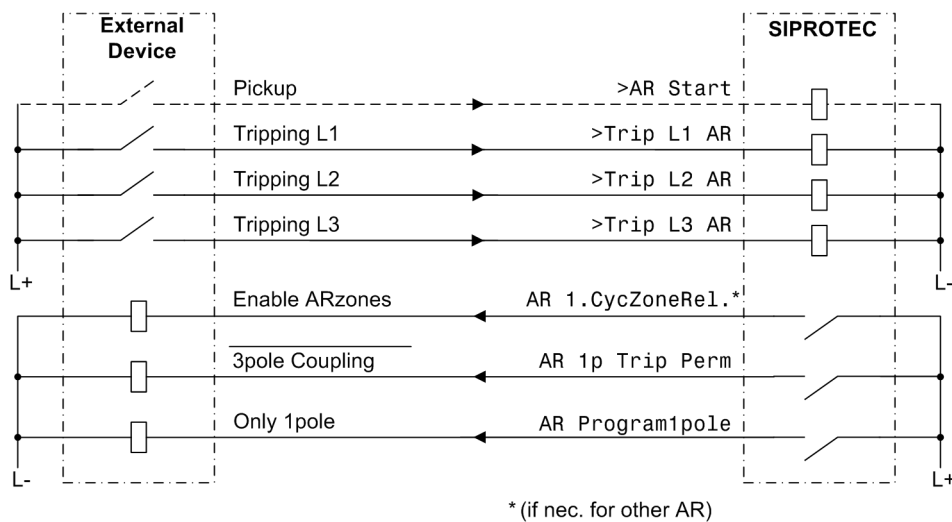 External
Device
SIPROTEC
Pickup >AR Start
Tripping L1 >Trip L1 AR
Tripping L2 >Trip L2 AR
Tripping L3 >Trip L3 AR
L+ L-
Enable ARzones AR 1.CycZoneRel.*
3pole Coupling AR 1p Trip Perm
Only 1pole AR Program1pole
L- L+
* (if nec. for other AR)